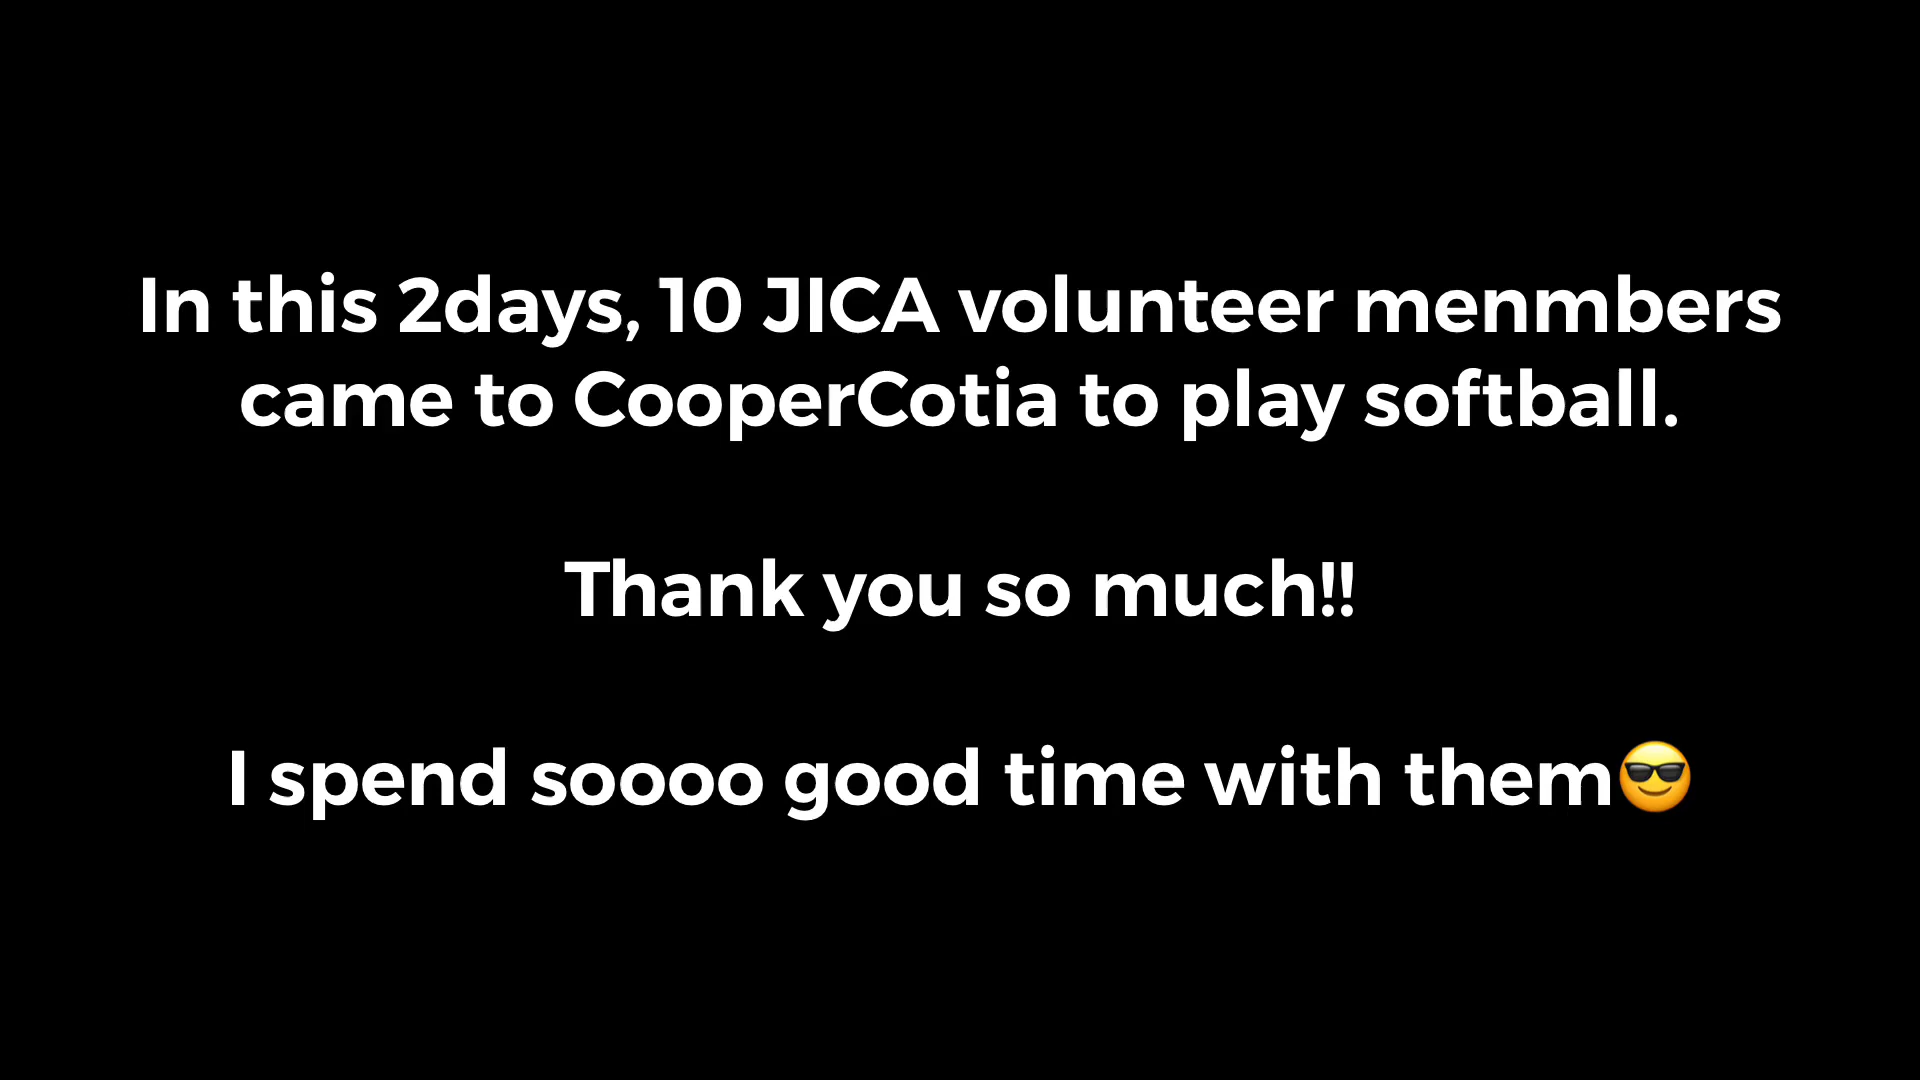 In this 2days, 10 JICA volunteer menmbers
came to CooperCotia to play softball.
Thank you so much!!
I spend soooo good time with them😎